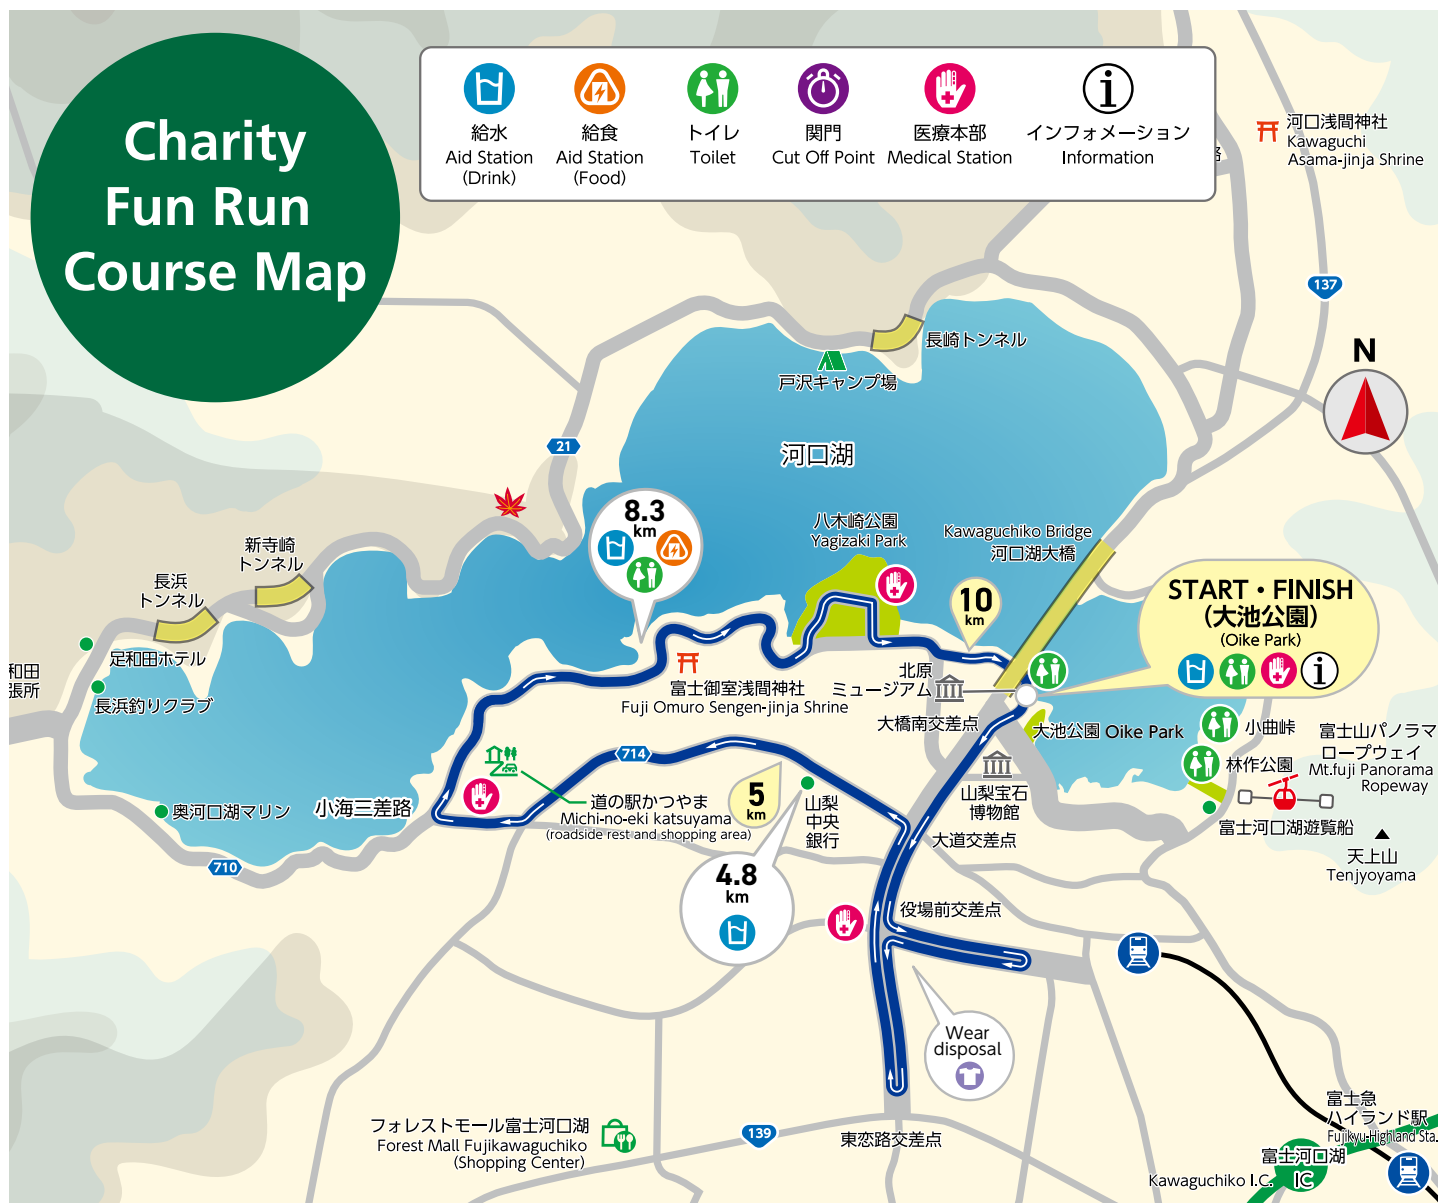 Charity
Fun Run
Course Map
給水
Aid Station
(Drink)
給食
Aid Station
(Food)
トイレ
Toilet
関門
Cut Off Point
医療本部
Medical Station
インフォメーション
Information
河口浅間神社
Kawaguchi
Asama-jinja Shrine
路
137
N
長崎トンネル
戸沢キャンプ場
河口湖
21
8.3
km
八木崎公園
Yagizaki Park
Kawaguchiko Bridge
河口湖大橋
新寺崎
トンネル
長浜
トンネル
START・FINISH
(大池公園)
(Oike Park)
10
km
和田
張所
足和田ホテル
長浜釣りクラブ
北原
ミュージアム
富士御室浅間神社
Fuji Omuro Sengen-jinja Shrine
大橋南交差点
大池公園 Oike Park
小曲峠
富士山パノラマ
ロープウェイ
Mt.fuji Panorama
Ropeway
林作公園
714
山梨宝石
博物館
道の駅かつやま
Michi-no-eki katsuyama
(roadside rest and shopping area)
5
km
山梨
中央
銀行
小海三差路
奥河口湖マリン
710
大道交差点
富士河口湖遊覧船
天上山
Tenjyoyama
4.8
km
役場前交差点
Wear
disposal
フォレストモール富士河口湖
Forest Mall Fujikawaguchiko
(Shopping Center)
139
東恋路交差点
富士急
ハイランド駅
Fujikyu-Highland Sta.
富士河口湖
IC
Kawaguchiko I.C.